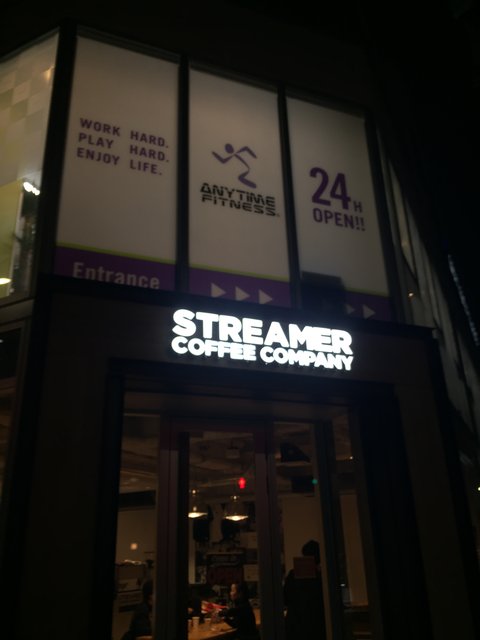 WORK HARD.
PLAY HARD.
ENJOY LIFE.
ANYTIME
FITNESS
24H
OPEN!!
Entrance
STREAMER
COFFEE COMPANY